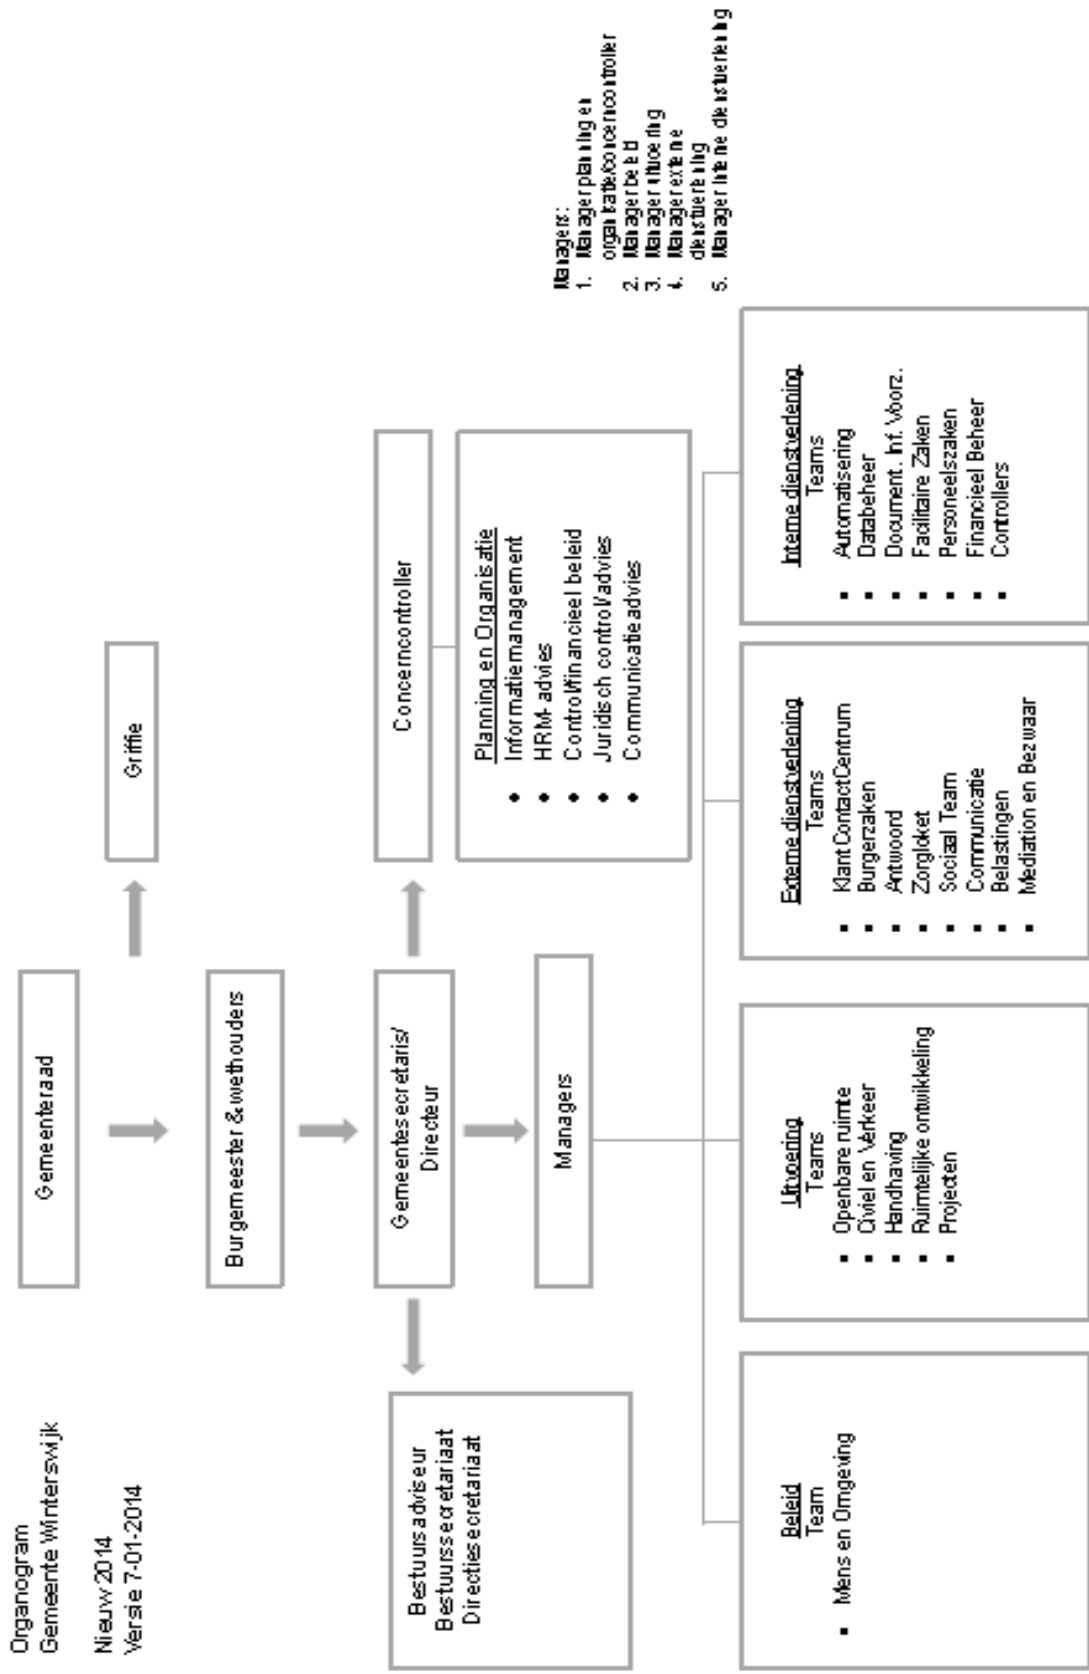 Organogram
Gemeente Winterswijk
Nieuw 2014
Versie 7-01-2014
Gemeenteraad
Griffie
Burgemeester & wethouders
Gemeentesecretaris/
Directeur
Concerncontroller
Bestuursadviseur
Bestuurssecretariaat
Directiesecretariaat
Planning en Organisatie
• Informatiemanagement
• HRM-advies
• Control/financieel beleid
• Juridisch control/advies
• Communicatieadvies
Managers
Managers:
1. Manager planning en
organisatie/concerncontroller
2. Manager beleid
3. Manager uitvoering
4. Manager externe
dienstverlening
5. Manager interne dienstverlening
Beleid
Team
▪ Mens en Omgeving
Uitvoering
Teams
▪ Openbare ruimte
▪ Civiel en Verkeer
▪ Handhaving
▪ Ruimtelijke ontwikkeling
▪ Projecten
Externe dienstverlening
Teams
▪ KlantContactCentrum
▪ Burgerzaken
▪ Antwoord
▪ Zorgloket
▪ Sociaal Team
▪ Communicatie
▪ Belastingen
▪ Mediation en Bezwaar
Interne dienstverlening
Teams
▪ Automatisering
▪ Databeheer
▪ Document. Inf. Voorz.
▪ Facilitaire Zaken
▪ Personeelszaken
▪ Financieel Beheer
▪ Controllers